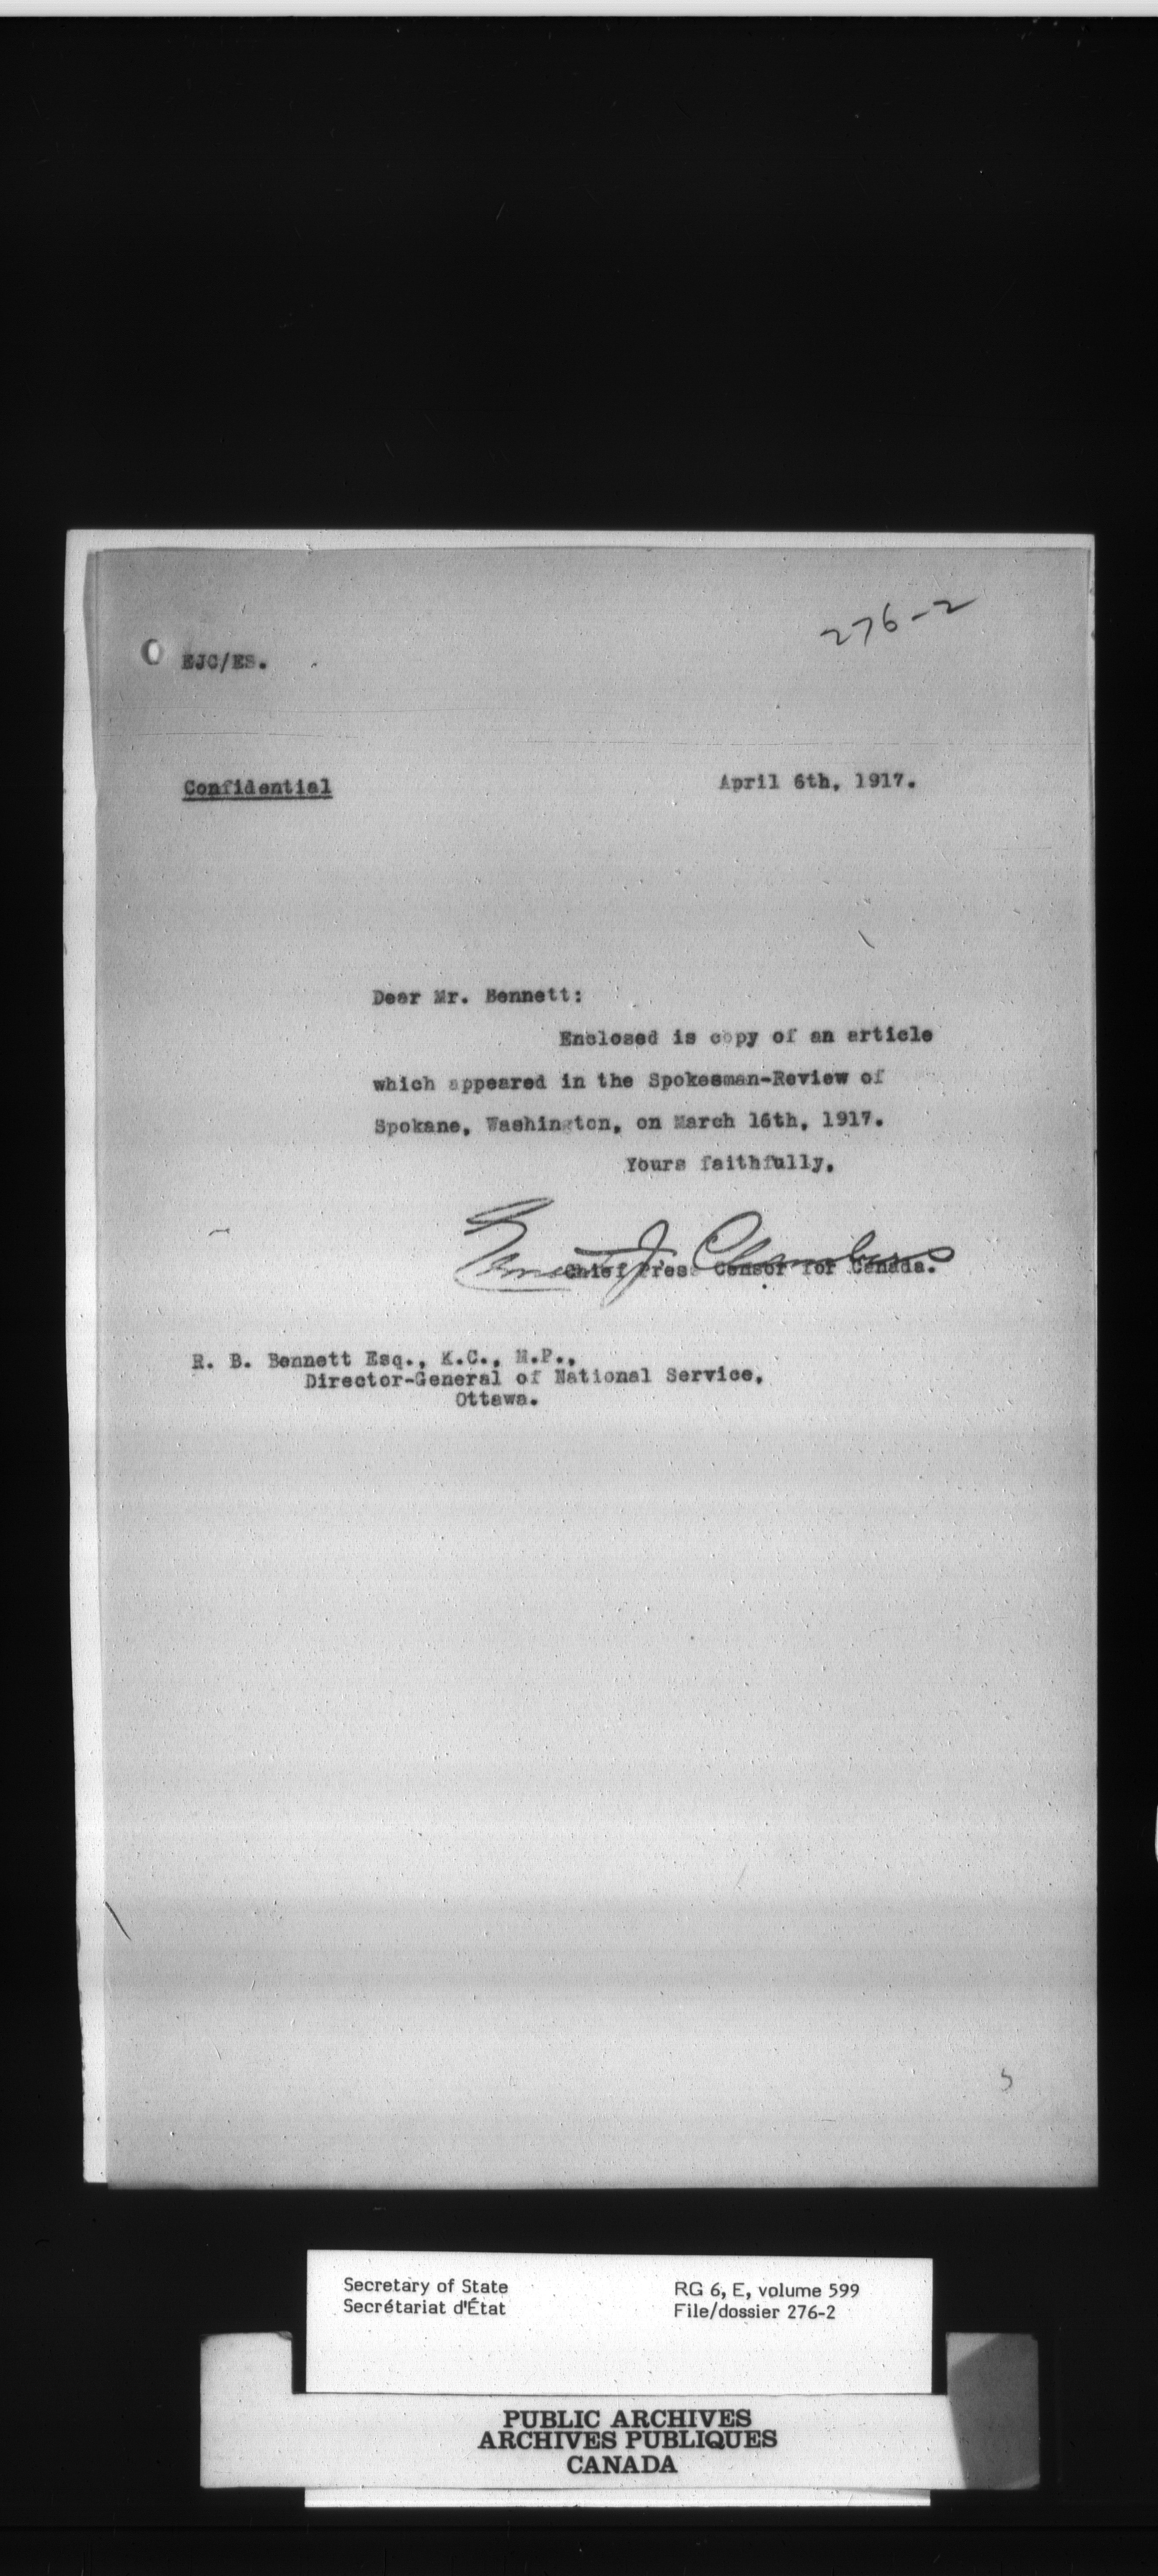 276-2
EJC/ES.
Confidential
April 6th, 1917.
Dear Mr. Bennett:
Enclosed is copy of an article
which appeared in the Spokesman-Review of
Spokane, Washington, on March 16th, 1917.
Yours faithfully,
Ernest J. Chambers
Chief Press Censor for Canada.
R. B. Bennett Esq., K.C., M.P.,
Director-General of National Service,
Ottawa.
Secretary of State
Secrétariat d'État
RG 6, E, volume 599
File/dossier 276-2
PUBLIC ARCHIVES
ARCHIVES PUBLIQUES
CANADA